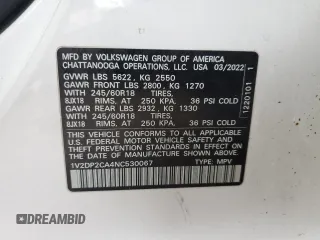 MFD. BY VOLKSWAGEN GROUP OF AMERICA
CHATTANOOGA OPERATIONS, LLC. USA 03/2022
GVWR LBS 5622, KG 2550
GAWR FRONT LBS 2800, KG 1270
WITH 245/60R18 TIRES,
8JX18 RIMS, AT 250 KPA, 36 PSI COLD
GAWR REAR LBS 2932, KG 1330
WITH 245/60R18 TIRES,
8JX18 RIMS, AT 250 KPA, 36 PSI COLD
THIS VEHICLE CONFORMS TO ALL APPLICABLE
U.S. FEDERAL MOTOR VEHICLE SAFETY STANDARDS
IN EFFECT ON THE DATE OF MANUFACTURE SHOWN ABOVE.
1V2DP2CA4NC530067 TYPE: MPV
1220101 1
DREAMBID